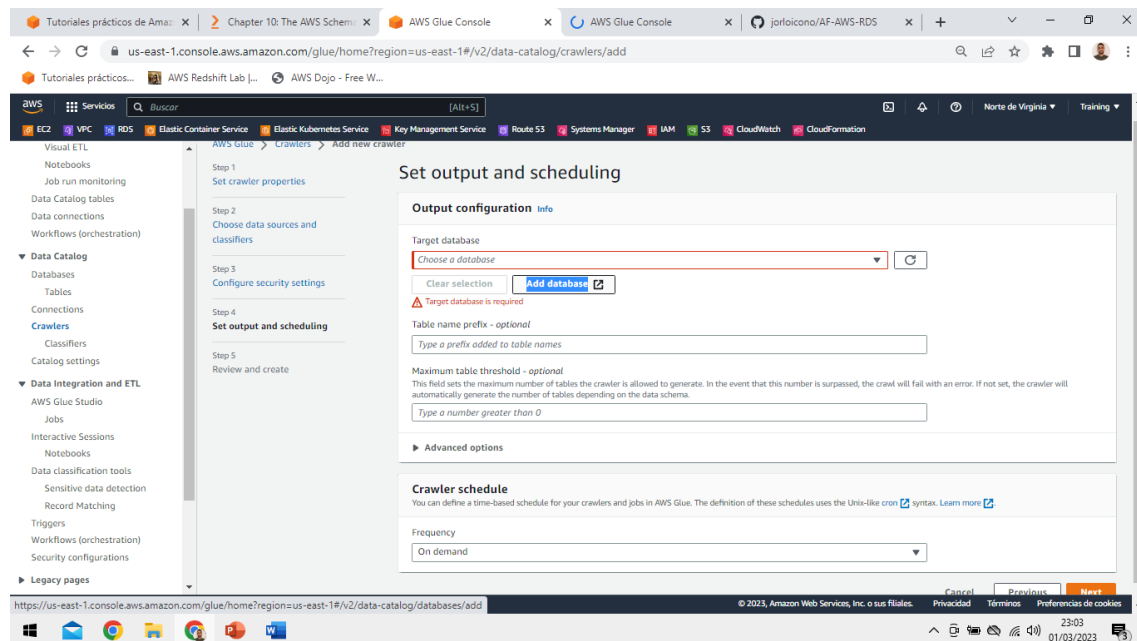 Tutoriales prácticos de Amaz
Chapter 10: The AWS Schem
AWS Glue Console
AWS Glue Console
jorloicono/AF-AWS-RDS
us-east-1.console.aws.amazon.com/glue/home?region=us-east-1#/v2/data-catalog/crawlers/add
Tutoriales prácticos...
AWS Redshift Lab |...
AWS Dojo - Free W...
aws
Servicios
Buscar
[Alt+S]
Norte de Virginia
Training
EC2
VPC
RDS
Elastic Container Service
Elastic Kubernetes Service
Key Management Service
Route 53
Systems Manager
IAM
S3
CloudWatch
CloudFormation
Visual ETL
Notebooks
Job run monitoring
Data Catalog tables
Data connections
Workflows (orchestration)
Data Catalog
Databases
Tables
Connections
Crawlers
Classifiers
Catalog settings
Data Integration and ETL
AWS Glue Studio
Jobs
Interactive Sessions
Notebooks
Data classification tools
Sensitive data detection
Record Matching
Triggers
Workflows (orchestration)
Security configurations
Legacy pages
AWS Glue > Crawlers > Add new crawler
Step 1
Set crawler properties
Step 2
Choose data sources and
classifiers
Step 3
Configure security settings
Step 4
Set output and scheduling
Step 5
Review and create
Set output and scheduling
Output configuration Info
Target database
Choose a database
Clear selection
Add database
Target database is required
Table name prefix - optional
Type a prefix added to table names
Maximum table threshold - optional
This field sets the maximum number of tables the crawler is allowed to generate. In the event that this number is surpassed, the crawl will fail with an error. If not set, the crawler will
automatically generate the number of tables depending on the data schema.
Type a number greater than 0
Advanced options
Crawler schedule
You can define a time-based schedule for your crawlers and jobs in AWS Glue. The definition of these schedules uses the Unix-like cron syntax. Learn more.
Frequency
On demand
Cancel
Previous
Next
https://us-east-1.console.aws.amazon.com/glue/home?region=us-east-1#/v2/data-catalog/databases/add
© 2023, Amazon Web Services, Inc. o sus filiales.
Privacidad
Términos
Preferencias de cookies
23:03
01/03/2023
3